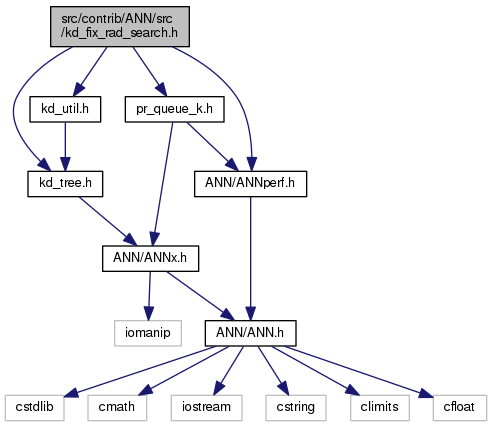 src/contrib/ANN/src
/kd_fix_rad_search.h
kd_util.h
pr_queue_k.h
kd_tree.h
ANN/ANNperf.h
ANN/ANNx.h
iomanip
ANN/ANN.h
cstdlib
cmath
iostream
cstring
climits
cfloat